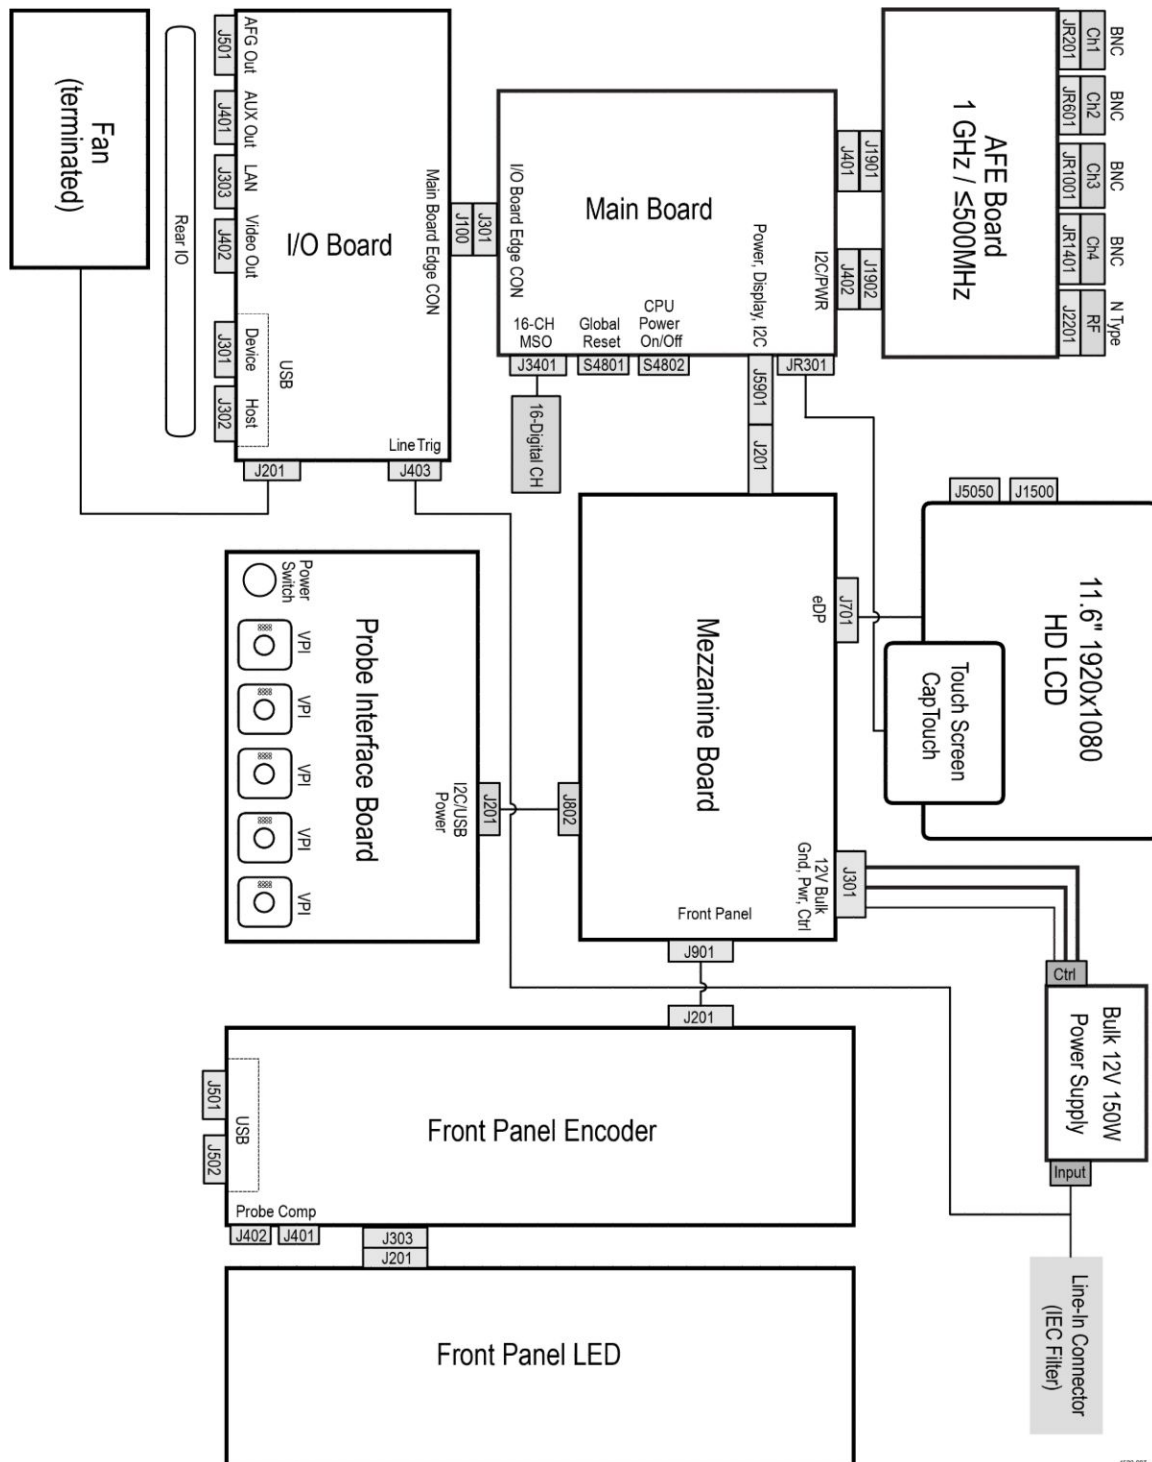 Fan
(terminated)
Rear IO
J501
AFG Out
J401
AUX Out
J303
LAN
J402
Video Out
J301
Device
J302
Host
USB
I/O Board
Main Board Edge CON
Line Trig
J201
J403
J100
J301
I/O Board Edge CON
Main Board
16-CH
MSO
Global
Reset
CPU
Power
On/Off
Power, Display, I2C
I2C/PWR
J3401
S4801
S4802
J5901
JR301
16-Digital CH
J201
J401
J1901
J402
J1902
AFE Board
1 GHz / ≤500MHz
JR201
Ch1
BNC
JR601
Ch2
BNC
JR1001
Ch3
BNC
JR1401
Ch4
BNC
J2201
RF
N Type
J5050
J1500
11.6" 1920x1080
HD LCD
Touch Screen
CapTouch
Mezzanine Board
eDP
J701
J802
12V Bulk
Gnd, Pwr, Ctrl
J301
Front Panel
J901
Power
Switch
VPI
VPI
VPI
VPI
VPI
Probe Interface Board
I2C/USB
Power
J201
Ctrl
Bulk 12V 150W
Power Supply
Input
Line-In Connector
(IEC Filter)
J201
Front Panel Encoder
J501
J502
USB
Probe Comp
J402
J401
J303
J201
Front Panel LED